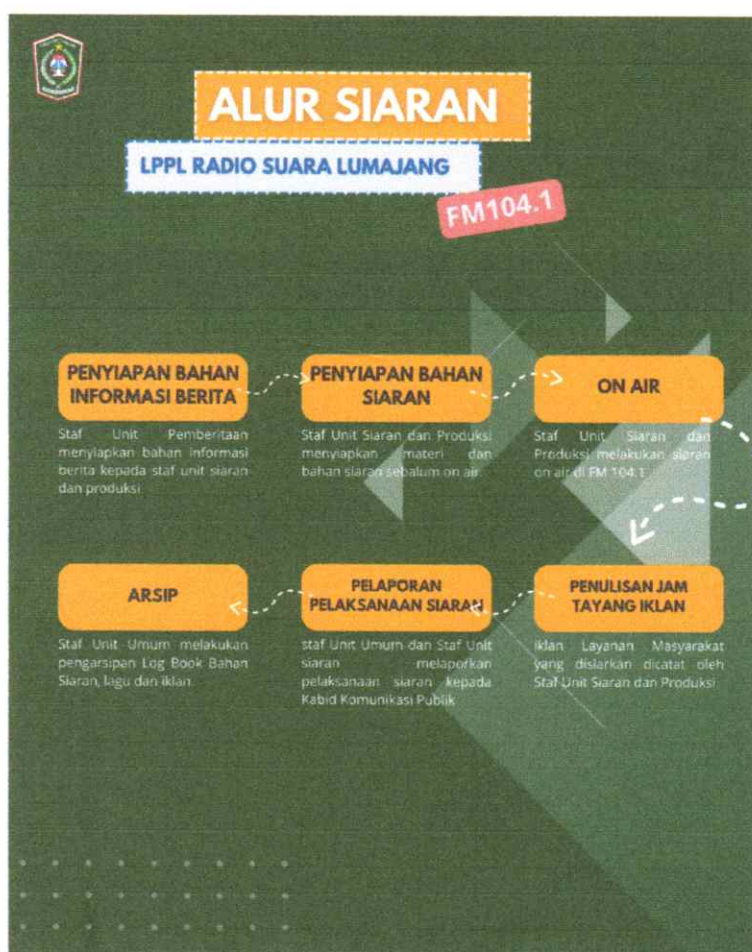 ALUR SIARAN
LPPL RADIO SUARA LUMAJANG
FM104.1
PENYIAPAN BAHAN
INFORMASI BERITA
Staf Unit Pemberitaan
menyiapkan bahan informasi
berita kepada staf unit siaran
dan produksi
PENYIAPAN BAHAN
SIARAN
Staf Unit Siaran dan Produksi
menyiapkan materi dan
bahan siaran sebalum on air.
ON AIR
Staf Unit Siaran dan
Produksi melakukan siaran
on air di FM 104.1
ARSIP
Staf Unit Umum melakukan
pengarsipan Log Book Bahan
Siaran, lagu dan iklan.
PELAPORAN
PELAKSANAAN SIARAN
staf Unit Umum dan Staf Unit
siaran melaporkan
pelaksanaan siaran kepada
Kabid Komunikasi Publik
PENULISAN JAM
TAYANG IKLAN
Iklan Layanan Masyarakat
yang disiarkan dicatat oleh
Staf Unit Siaran dan Produksi